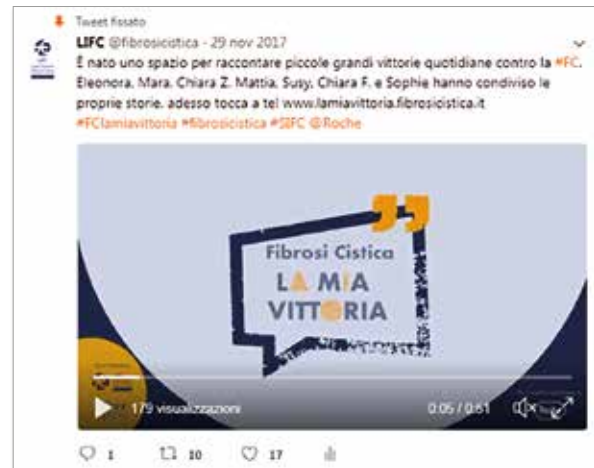 Tweet fissato
LIFC @fibrosicistica - 29 nov 2017
É nato uno spazio per raccontare piccole grandi vittorie quotidiane contro la #FC.
Eleonora, Mara, Chiara Z. Mattia, Susy, Chiara F. e Sophie hanno condiviso le
proprie storie. adesso tocca a te! www.lamiavittoria.fibrosicistica.it
#FClamiavittoria #fibrosicistica #SIFC @Roche
Fibrosi Cistica
LA MIA
VITTORIA
179 visualizzazioni
0:05 / 0:51
1
10
17